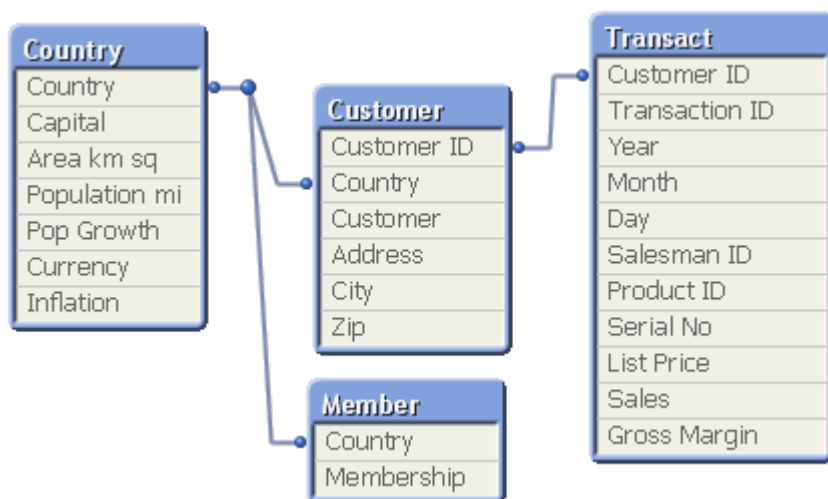 Country
Country
Capital
Area km sq
Population mi
Pop Growth
Currency
Inflation
Customer
Customer ID
Country
Customer
Address
City
Zip
Member
Country
Membership
Transact
Customer ID
Transaction ID
Year
Month
Day
Salesman ID
Product ID
Serial No
List Price
Sales
Gross Margin